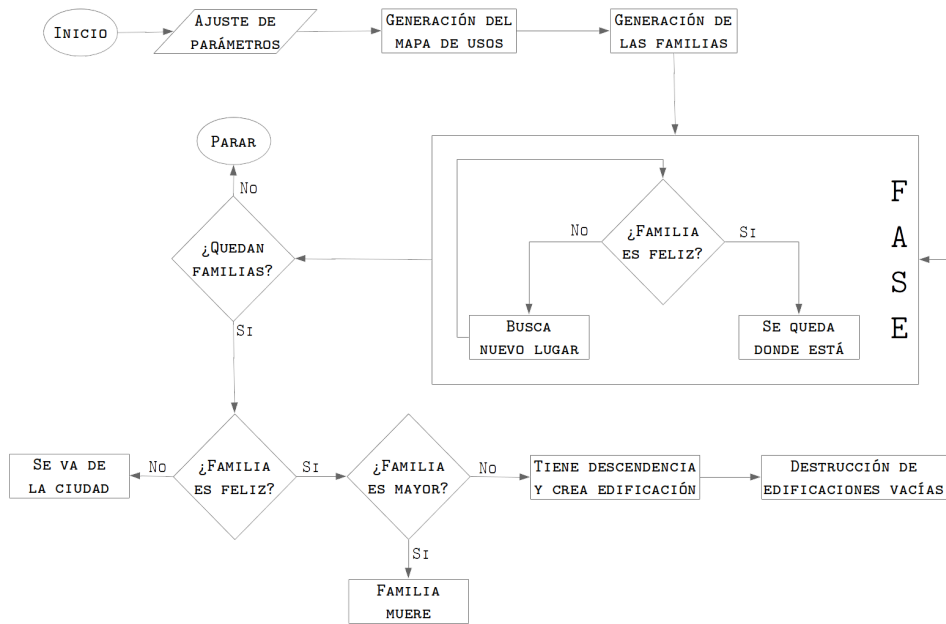 Inicio
Ajuste de
parámetros
Generación del
mapa de usos
Generación de
las familias
Parar
No
¿Quedan
familias?
Si
¿Familia
es feliz?
No
Si
Busca
nuevo lugar
Se queda
donde está
F
A
S
E
Se va de
la ciudad
No
¿Familia
es feliz?
Si
¿Familia
es mayor?
No
Tiene descendencia
y crea edificación
Destrucción de
edificaciones vacías
Si
Familia
muere